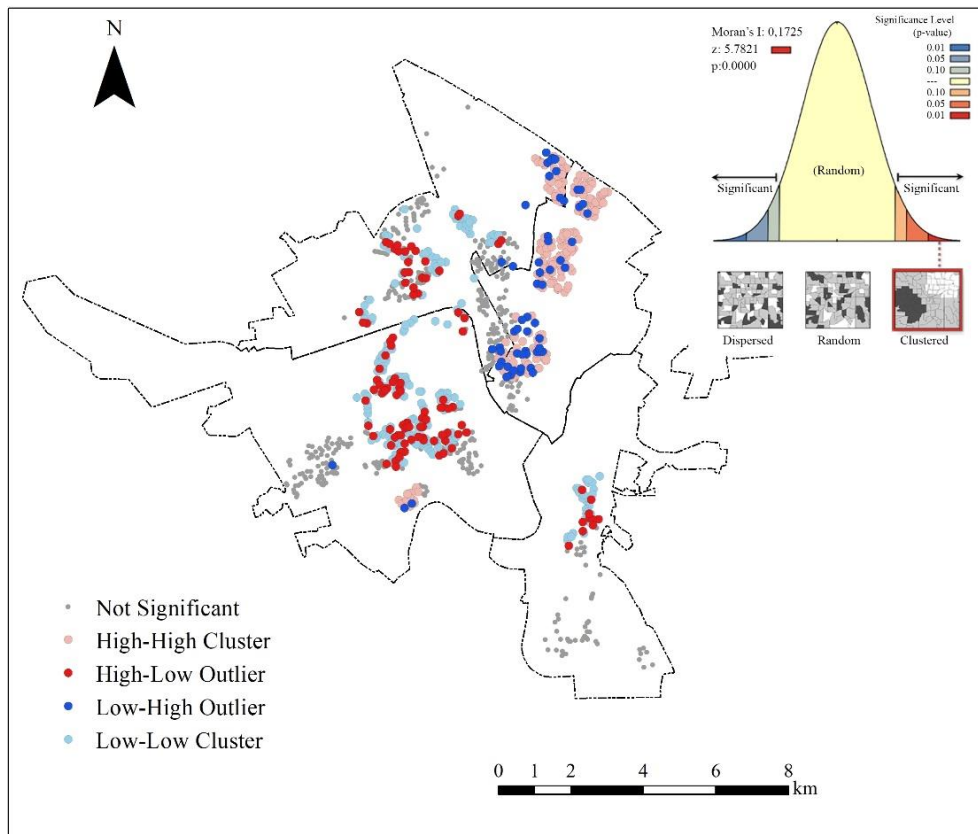 N
Moran's I: 0,1725
z: 5.7821
p:0.0000
Significance Level
(p-value)
0.01
0.05
0.10
---
0.10
0.05
0.01
(Random)
Significant
Significant
Dispersed
Random
Clustered
Not Significant
High-High Cluster
High-Low Outlier
Low-High Outlier
Low-Low Cluster
0 1 2 4 6 8
km